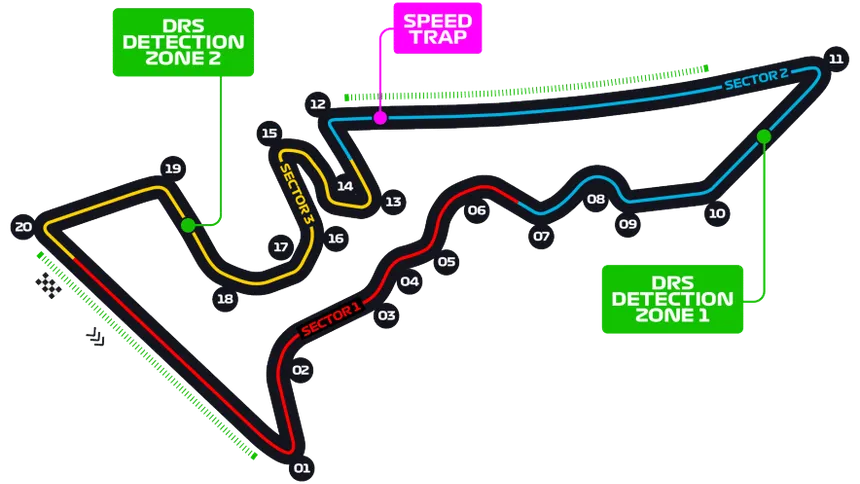 DRS
DETECTION
ZONE 2
SPEED
TRAP
11
SECTOR 2
12
15
19
14
13
SECTOR 3
08
06
10
09
20
07
16
17
05
04
18
DRS
DETECTION
ZONE 1
03
SECTOR 1
02
01